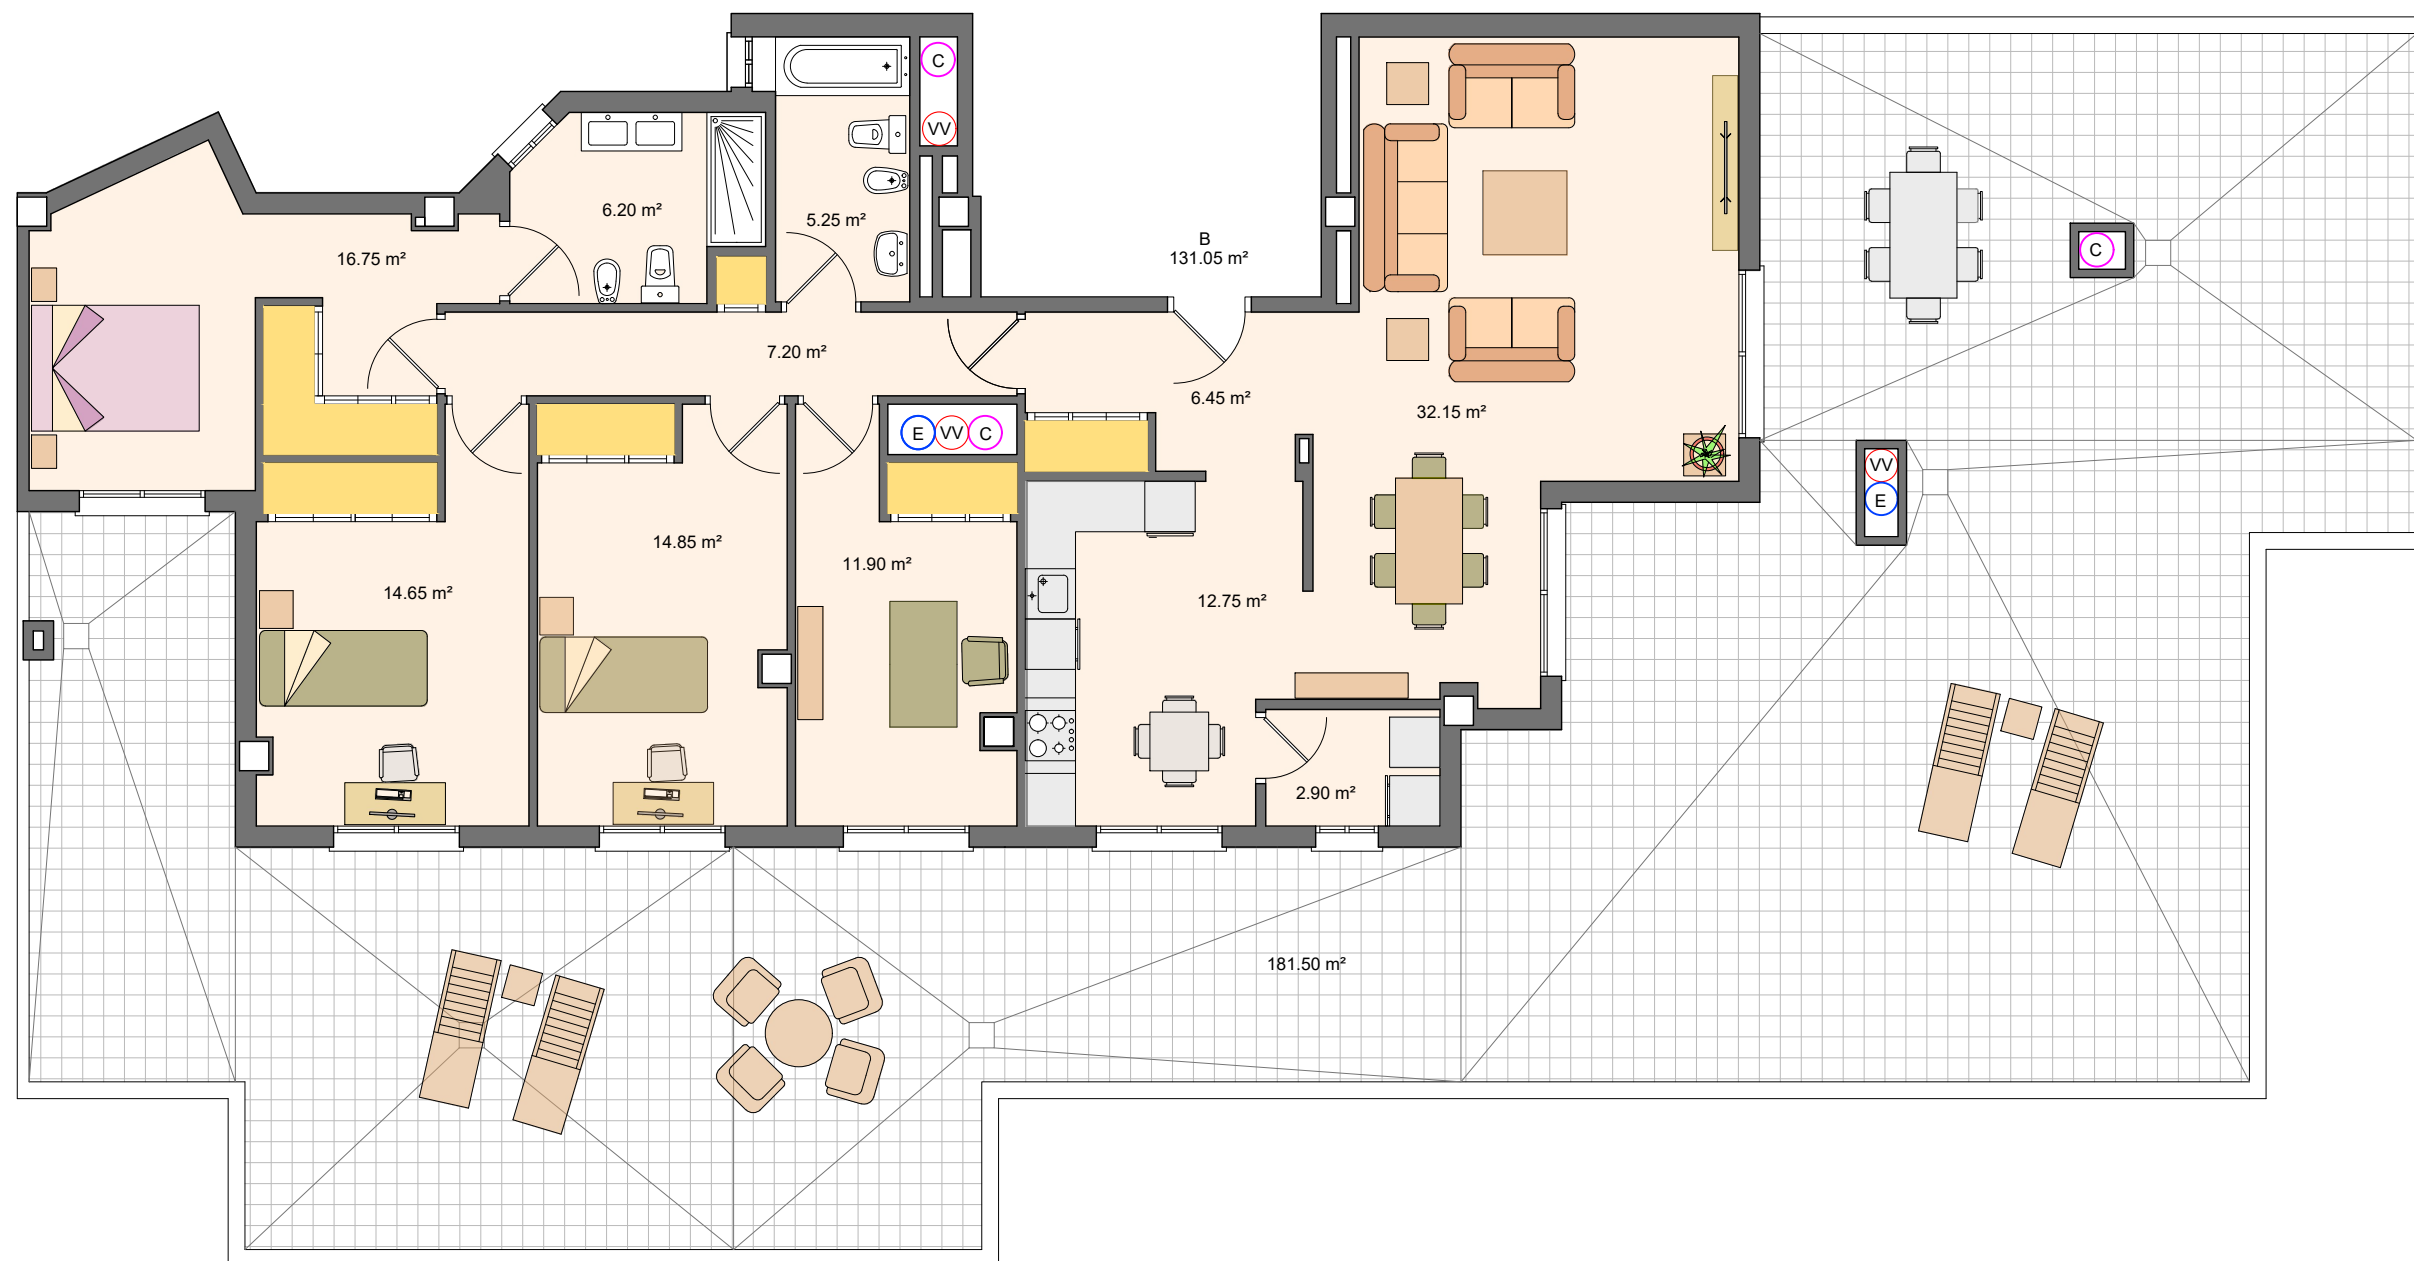 C
VV
6.20 m²
5.25 m²
B
131.05 m²
16.75 m²
C
7.20 m²
6.45 m²
32.15 m²
E VV C
VV
E
14.85 m²
11.90 m²
14.65 m²
12.75 m²
2.90 m²
181.50 m²